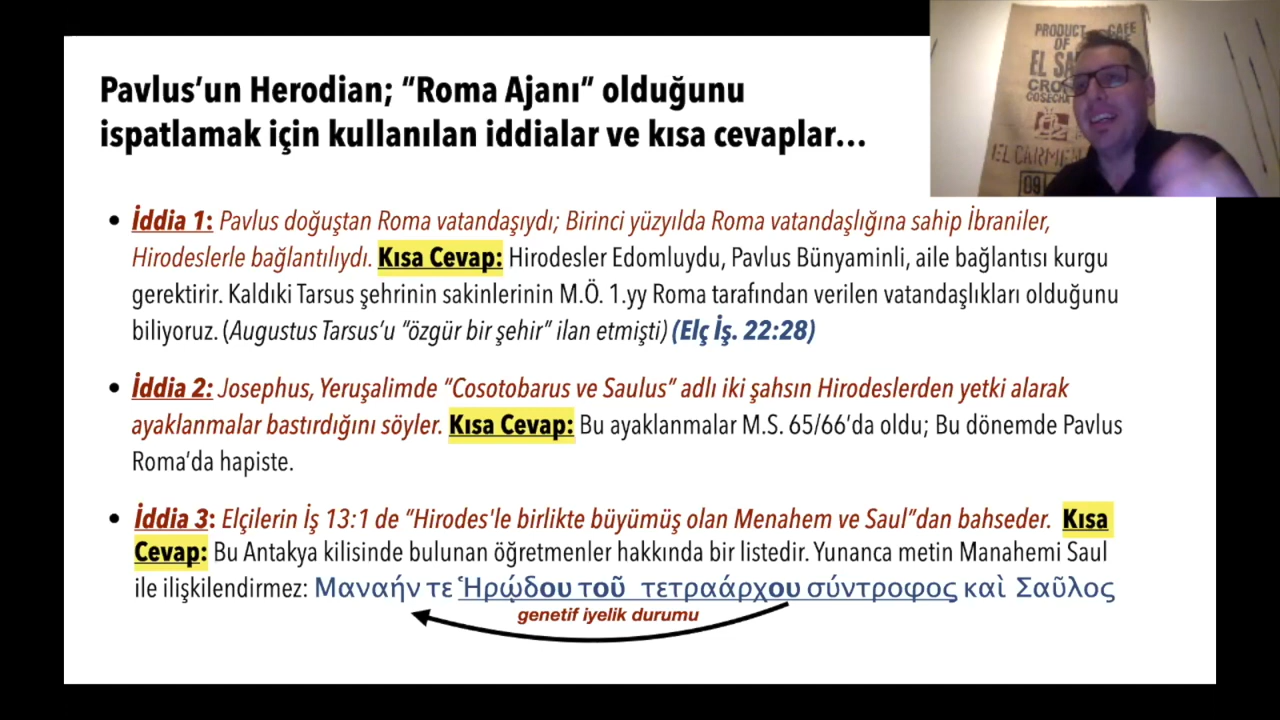 Pavlus’un Herodian; “Roma Ajanı“ olduğunu
ispatlamak için kullanılan iddialar ve kısa cevaplar…
PRODUCT CAFE
OF
EL SA
CRO
COSECHA
EL CARMEN
09
• İddia 1: Pavlus doğuştan Roma vatandaşıydı; Birinci yüzyılda Roma vatandaşlığına sahip İbraniler,
Hirodeslerle bağlantılıydı. Kısa Cevap: Hirodesler Edomluydu, Pavlus Bünyaminli, aile bağlantısı kurgu
gerektirir. Kaldıki Tarsus şehrinin sakinlerinin M.Ö. 1.yy Roma tarafından verilen vatandaşlıkları olduğunu
biliyoruz. (Augustus Tarsus’u “özgür bir şehir” ilan etmişti) (Elç İş. 22:28)
• İddia 2: Josephus, Yeruşalimde “Cosotobarus ve Saulus” adlı iki şahsın Hirodeslerden yetki alarak
ayaklanmalar bastırdığını söyler. Kısa Cevap: Bu ayaklanmalar M.S. 65/66’da oldu; Bu dönemde Pavlus
Roma’da hapiste.
• İddia 3: Elçilerin İş 13:1 de “Hirodes'le birlikte büyümüş olan Menahem ve Saul”dan bahseder. Kısa
Cevap: Bu Antakya kilisinde bulunan öğretmenler hakkında bir listedir. Yunanca metin Manahemi Saul
ile ilişkilendirmez: Μαναήν τε Ἡρῴδου τοῦ τετραάρχου σύντροφος καὶ Σαῦλος
genetif iyelik durumu